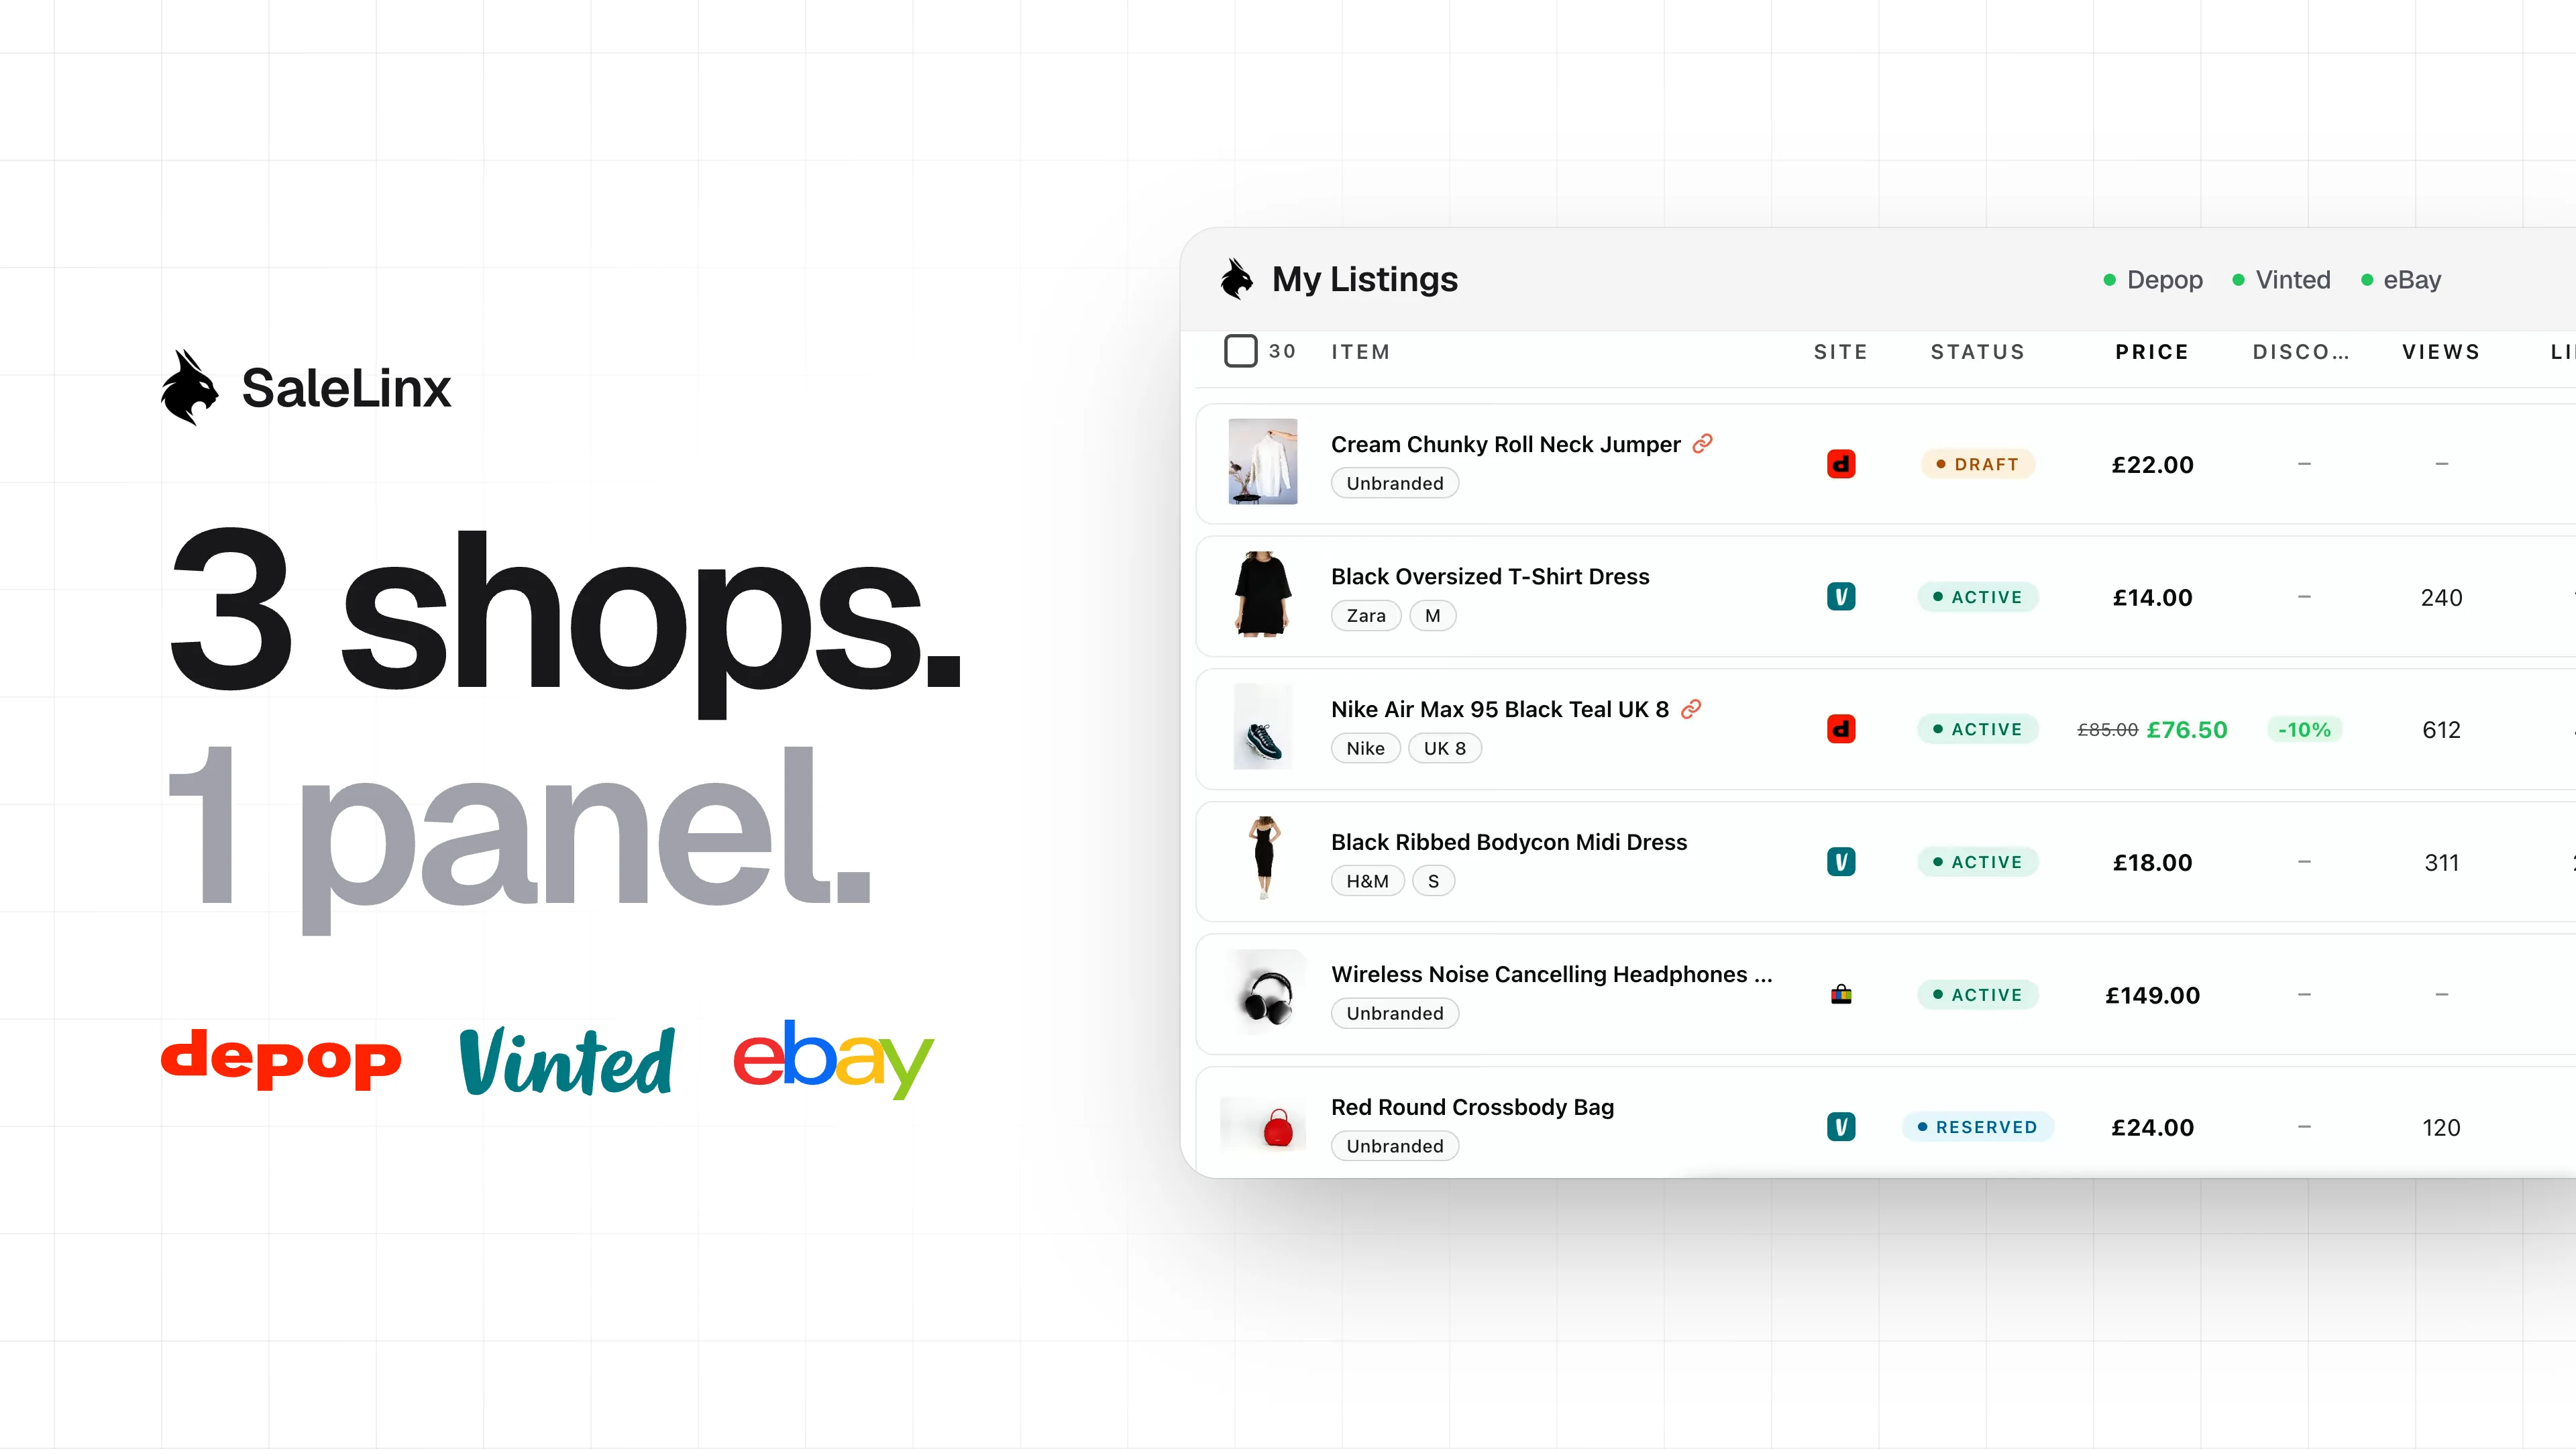 SaleLinx
3 shops.
1 panel.
depop Vinted ebay
My Listings
Depop Vinted eBay
30 ITEM SITE STATUS PRICE DISCO... VIEWS
Cream Chunky Roll Neck Jumper
Unbranded
d DRAFT £22.00 – –
Black Oversized T-Shirt Dress
Zara M
V ACTIVE £14.00 – 240
Nike Air Max 95 Black Teal UK 8
Nike UK 8
d ACTIVE £85.00 £76.50 -10% 612
Black Ribbed Bodycon Midi Dress
H&M S
V ACTIVE £18.00 – 311
Wireless Noise Cancelling Headphones ...
Unbranded
ACTIVE £149.00 – –
Red Round Crossbody Bag
Unbranded
V RESERVED £24.00 – 120